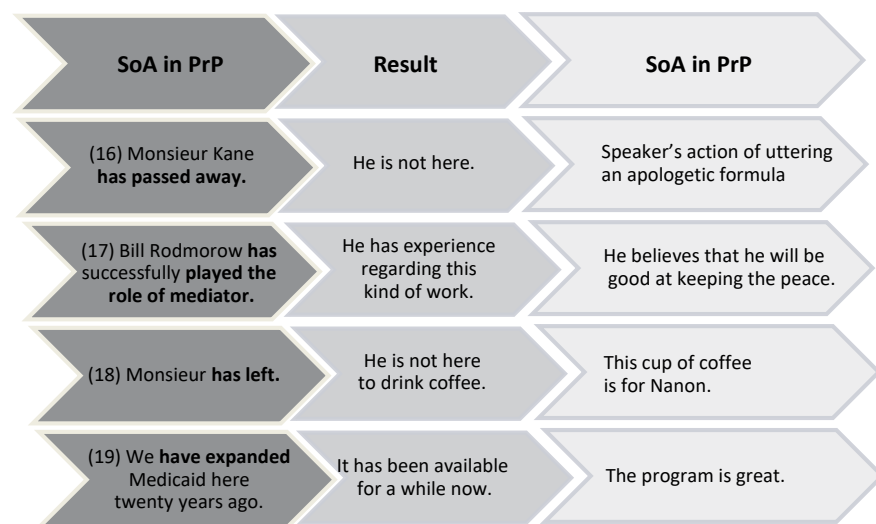 SoA in PrP
Result
SoA in PrP
(16) Monsieur Kane
has passed away.
He is not here.
Speaker's action of uttering
an apologetic formula
(17) Bill Rodmorow has
successfully played the
role of mediator.
He has experience
regarding this
kind of work.
He believes that he will be
good at keeping the peace.
(18) Monsieur has left.
He is not here
to drink coffee.
This cup of coffee
is for Nanon.
(19) We have expanded
Medicaid here
twenty years ago.
It has been available
for a while now.
The program is great.